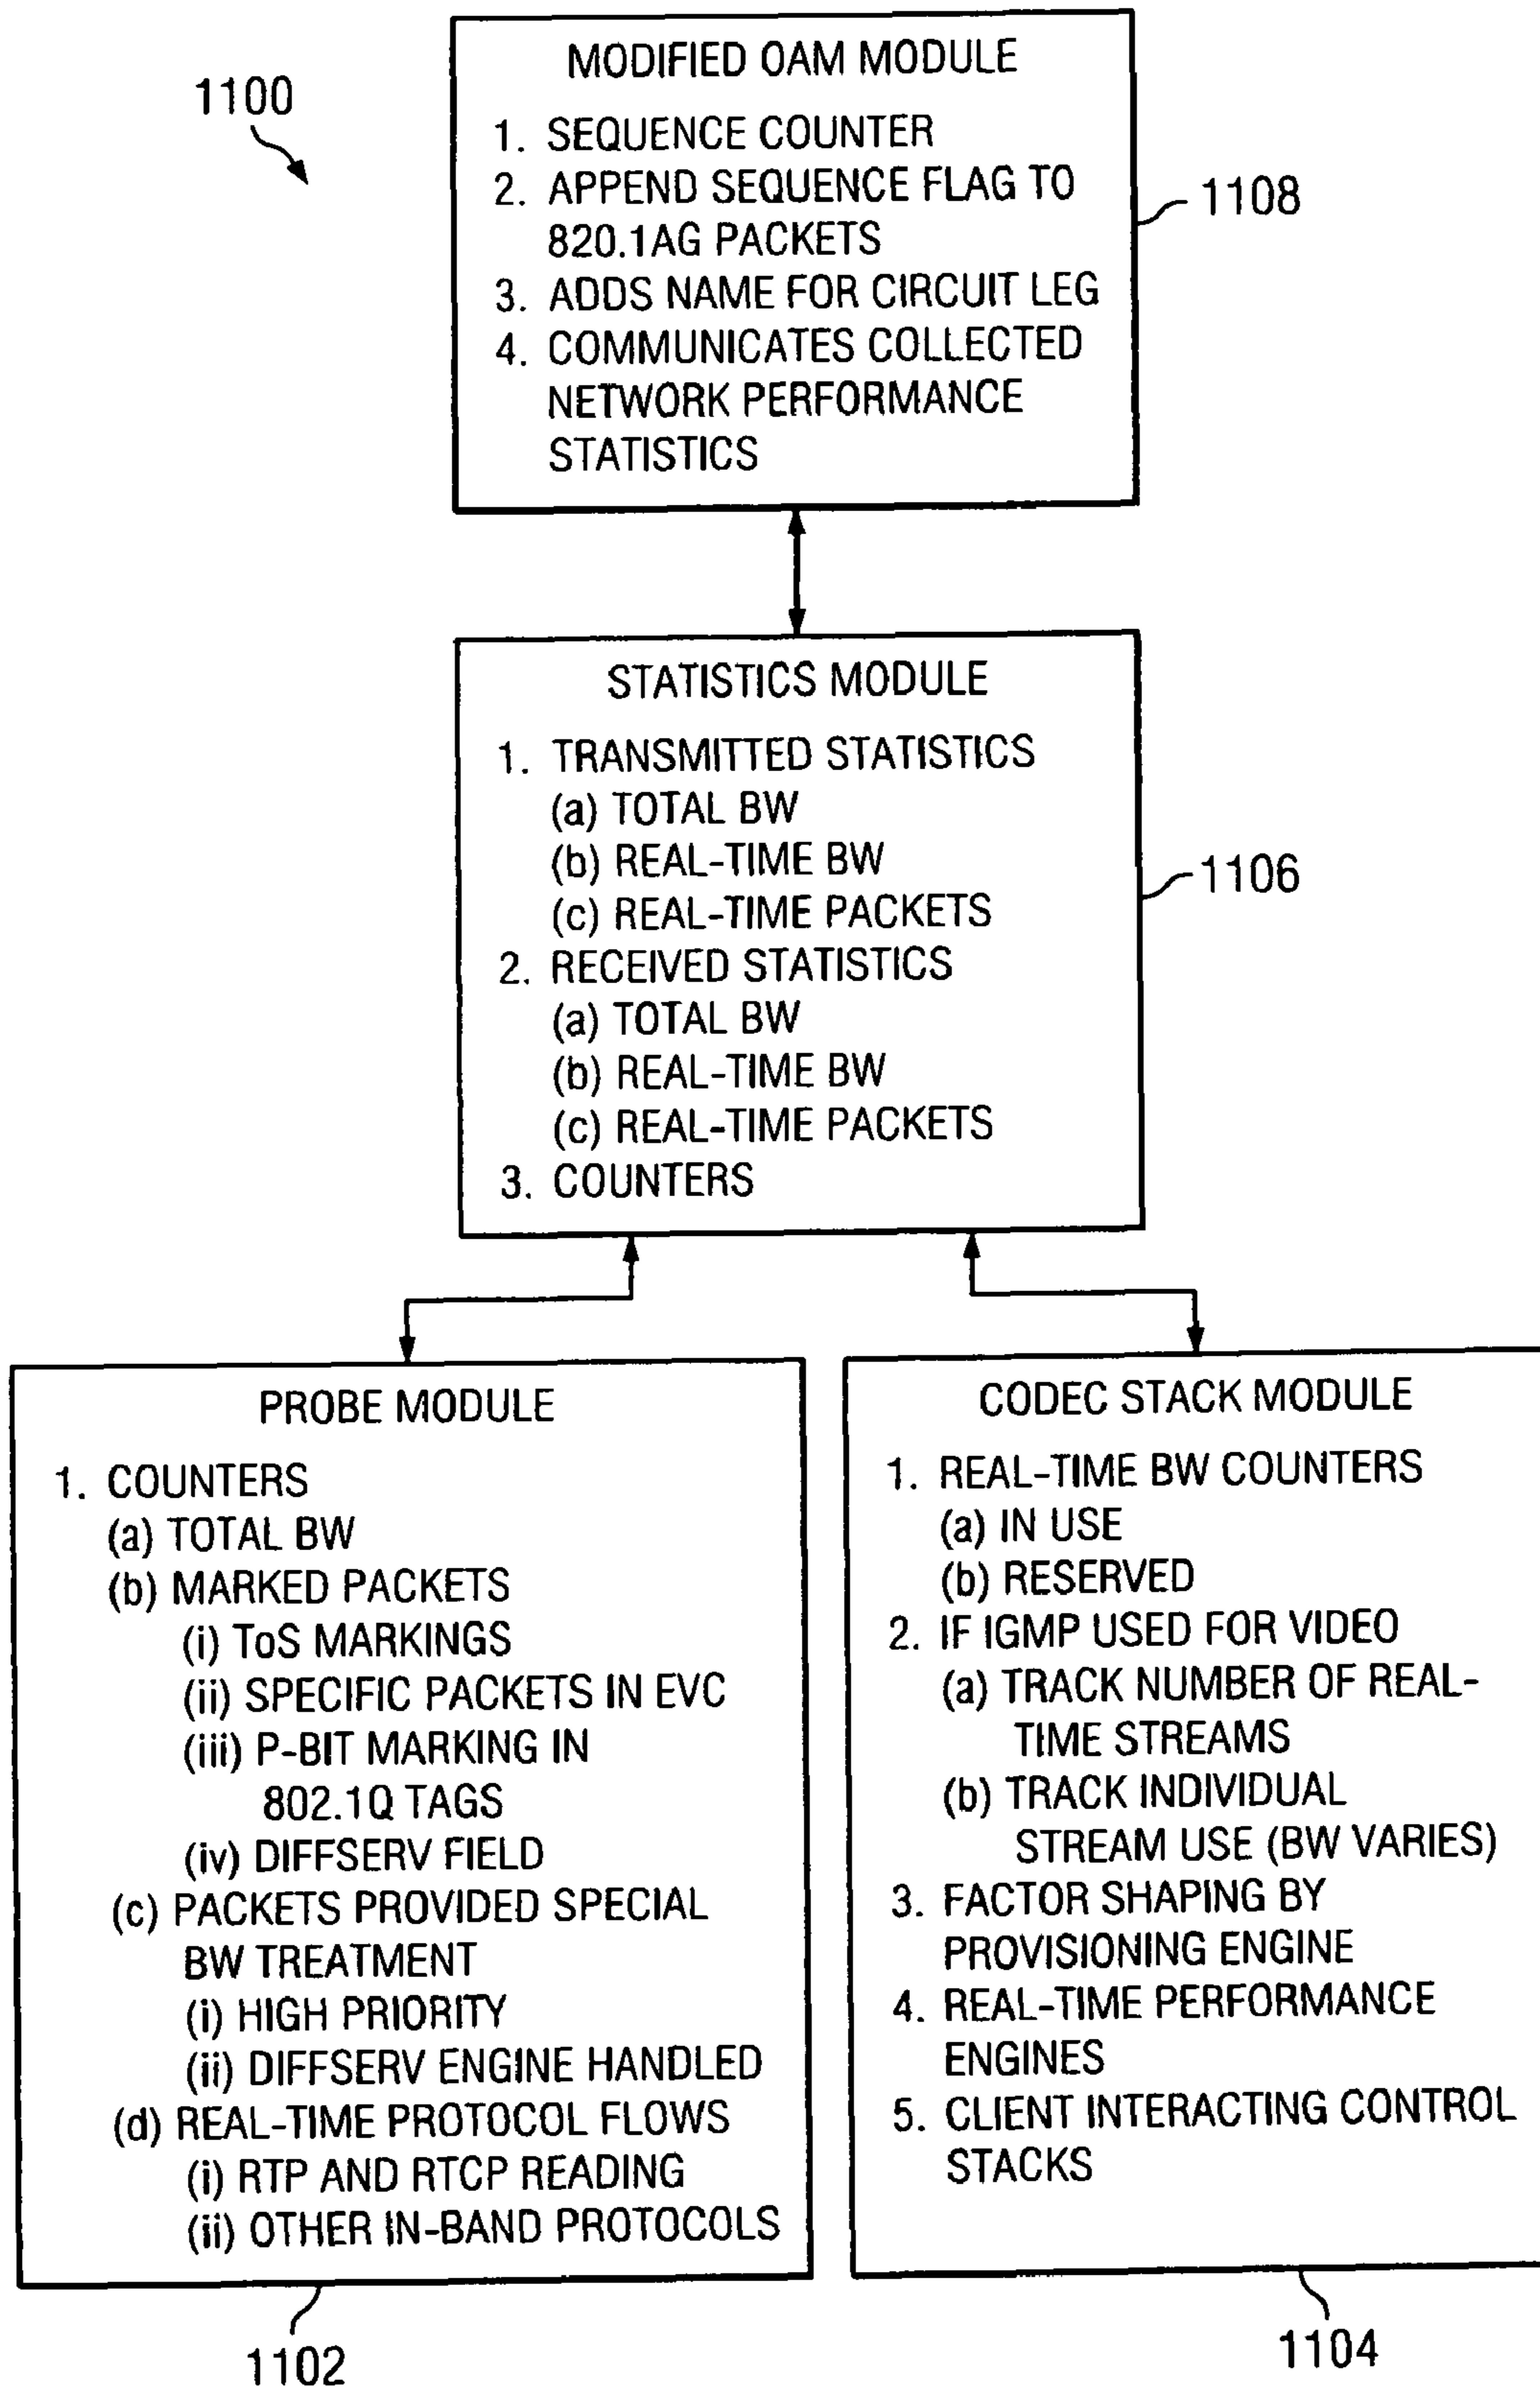 1100
MODIFIED OAM MODULE
1. SEQUENCE COUNTER
2. APPEND SEQUENCE FLAG TO
820.1AG PACKETS
3. ADDS NAME FOR CIRCUIT LEG
4. COMMUNICATES COLLECTED
NETWORK PERFORMANCE
STATISTICS
1108
STATISTICS MODULE
1. TRANSMITTED STATISTICS
(a) TOTAL BW
(b) REAL-TIME BW
(c) REAL-TIME PACKETS
2. RECEIVED STATISTICS
(a) TOTAL BW
(b) REAL-TIME BW
(c) REAL-TIME PACKETS
3. COUNTERS
1106
PROBE MODULE
1. COUNTERS
(a) TOTAL BW
(b) MARKED PACKETS
(i) ToS MARKINGS
(ii) SPECIFIC PACKETS IN EVC
(iii) P-BIT MARKING IN
802.1Q TAGS
(iv) DIFFSERV FIELD
(c) PACKETS PROVIDED SPECIAL
BW TREATMENT
(i) HIGH PRIORITY
(ii) DIFFSERV ENGINE HANDLED
(d) REAL-TIME PROTOCOL FLOWS
(i) RTP AND RTCP READING
(ii) OTHER IN-BAND PROTOCOLS
1102
CODEC STACK MODULE
1. REAL-TIME BW COUNTERS
(a) IN USE
(b) RESERVED
2. IF IGMP USED FOR VIDEO
(a) TRACK NUMBER OF REAL-
TIME STREAMS
(b) TRACK INDIVIDUAL
STREAM USE (BW VARIES)
3. FACTOR SHAPING BY
PROVISIONING ENGINE
4. REAL-TIME PERFORMANCE
ENGINES
5. CLIENT INTERACTING CONTROL
STACKS
1104